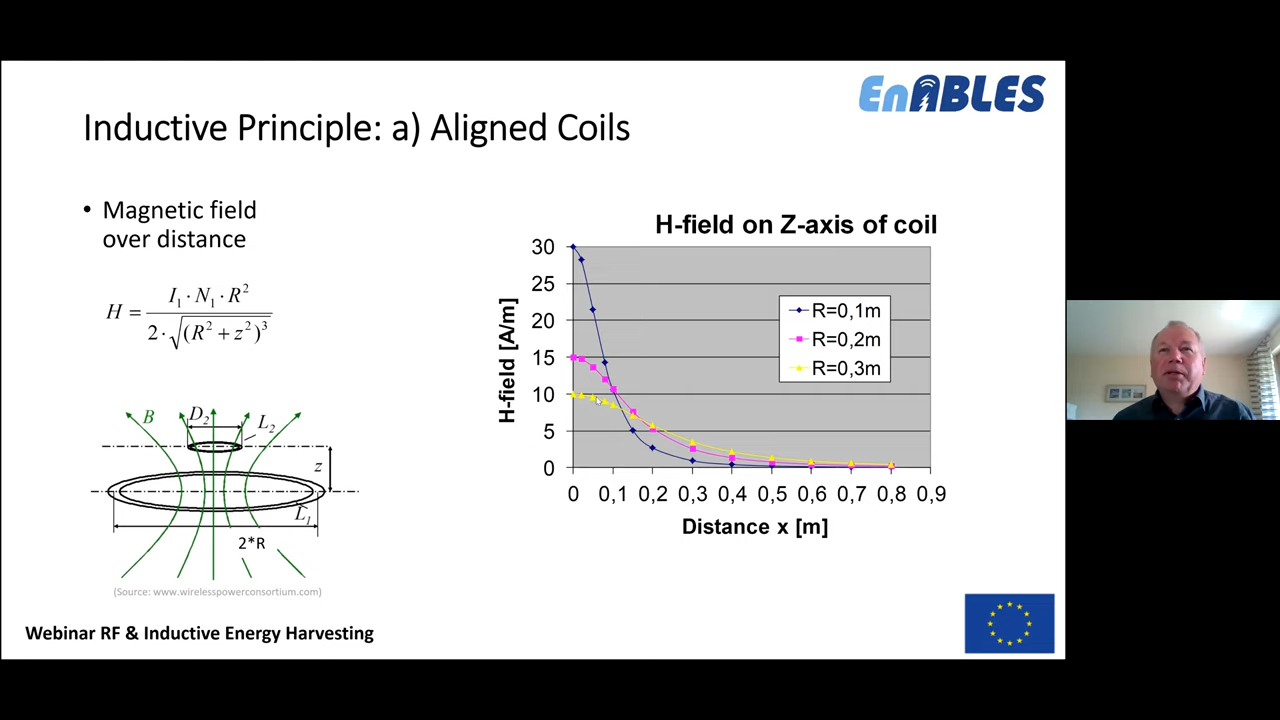 EnABLES
Inductive Principle: a) Aligned Coils
• Magnetic field
over distance
H = I₁ · N₁ · R² / 2 · √(R² + z²)³
B
D₂
L₂
z
L₁
2*R
(Source: www.wirelesspowerconsortium.com)
H-field on Z-axis of coil
H-field [A/m]
30
25
20
15
10
5
0
R=0,1m
R=0,2m
R=0,3m
0 0,1 0,2 0,3 0,4 0,5 0,6 0,7 0,8 0,9
Distance x [m]
Webinar RF & Inductive Energy Harvesting